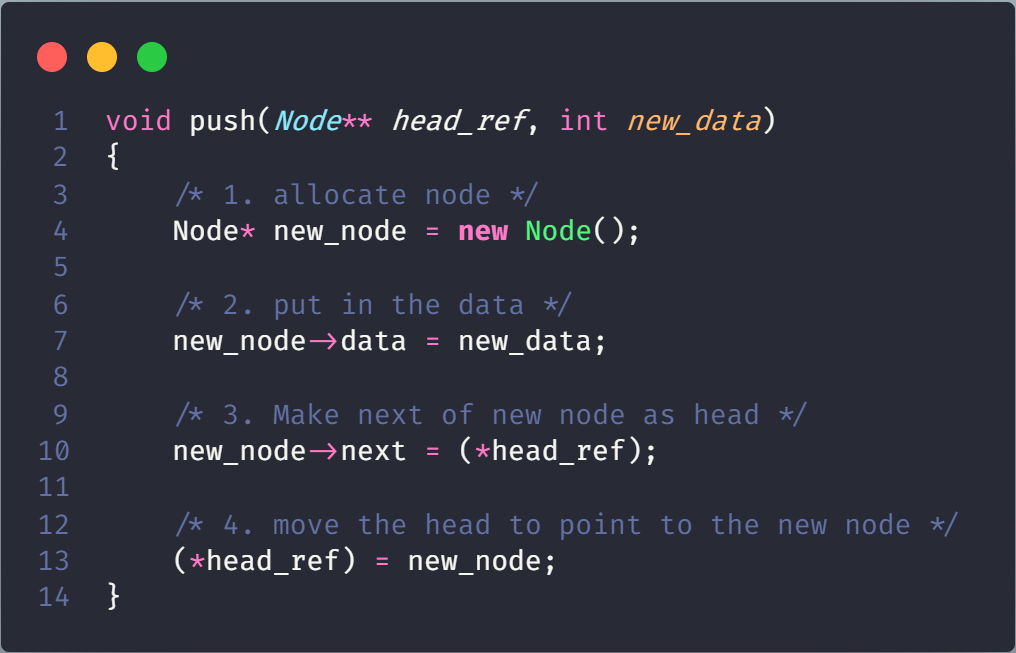 1 void push(Node** head_ref, int new_data)
2 {
3     /* 1. allocate node */
4     Node* new_node = new Node();
5
6     /* 2. put in the data */
7     new_node->data = new_data;
8
9     /* 3. Make next of new node as head */
10     new_node->next = (*head_ref);
11
12     /* 4. move the head to point to the new node */
13     (*head_ref) = new_node;
14 }